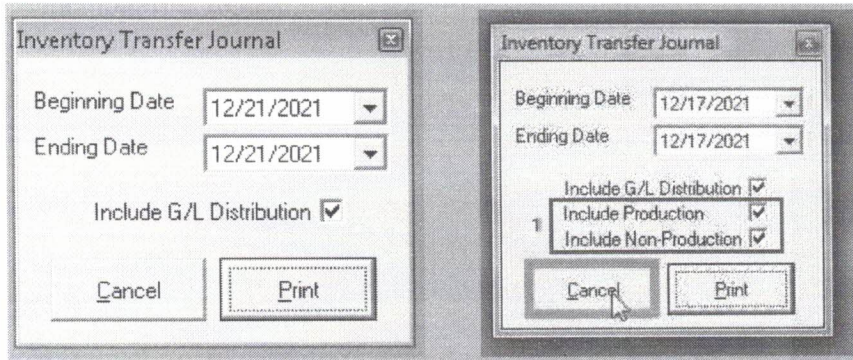 Inventory Transfer Journal
Beginning Date 12/21/2021
Ending Date 12/21/2021
Include G/L Distribution
Cancel Print
Inventory Transfer Journal
Beginning Date 12/17/2021
Ending Date 12/17/2021
Include G/L Distribution
1 Include Production
Include Non-Production
Cancel Print